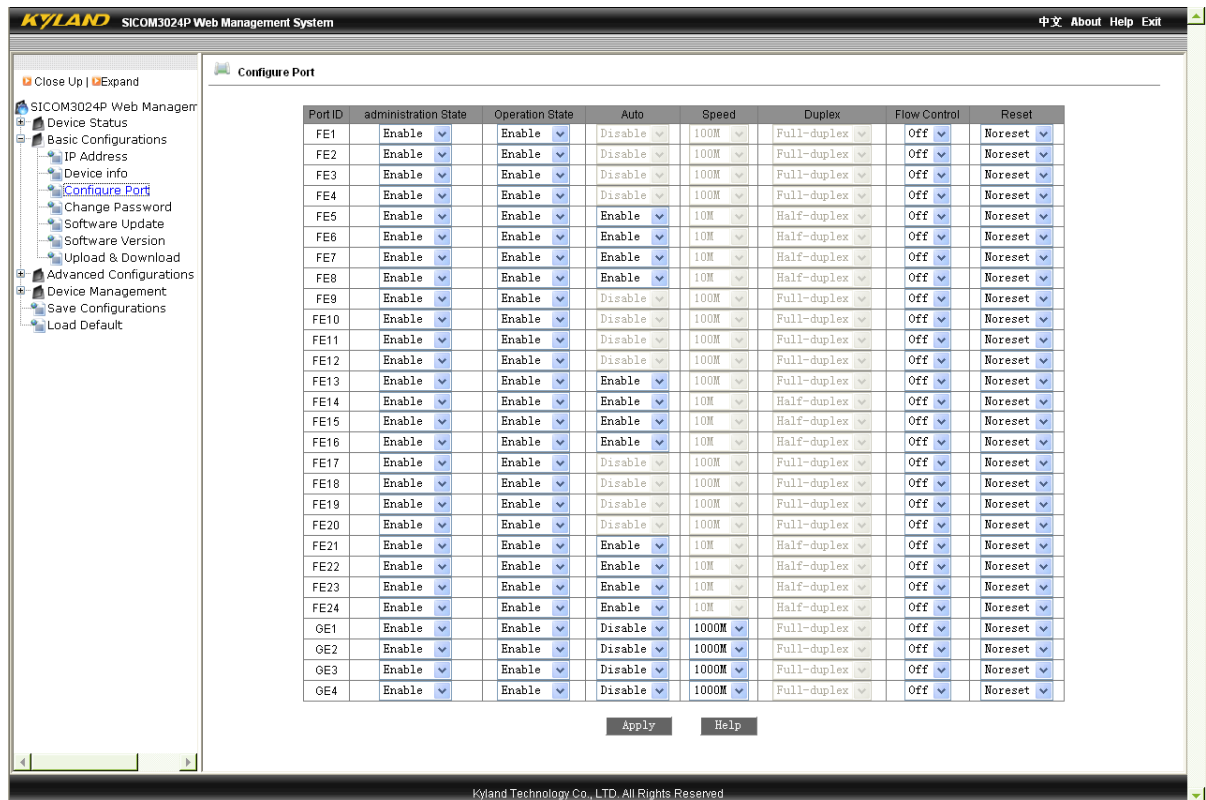 KYLAND SICOM3024P Web Management System 中文 About Help Exit
Close Up | Expand
Configure Port
SICOM3024P Web Managem
Device Status
Basic Configurations
IP Address
Device info
Configure Port
Change Password
Software Update
Software Version
Upload & Download
Advanced Configurations
Device Management
Save Configurations
Load Default
Port ID administration State Operation State Auto Speed Duplex Flow Control Reset
FE1 Enable Enable Disable 100M Full-duplex Off Noreset
FE2 Enable Enable Disable 100M Full-duplex Off Noreset
FE3 Enable Enable Disable 100M Full-duplex Off Noreset
FE4 Enable Enable Disable 100M Full-duplex Off Noreset
FE5 Enable Enable Enable 10M Half-duplex Off Noreset
FE6 Enable Enable Enable 10M Half-duplex Off Noreset
FE7 Enable Enable Enable 10M Half-duplex Off Noreset
FE8 Enable Enable Enable 10M Half-duplex Off Noreset
FE9 Enable Enable Disable 100M Full-duplex Off Noreset
FE10 Enable Enable Disable 100M Full-duplex Off Noreset
FE11 Enable Enable Disable 100M Full-duplex Off Noreset
FE12 Enable Enable Disable 100M Full-duplex Off Noreset
FE13 Enable Enable Enable 100M Full-duplex Off Noreset
FE14 Enable Enable Enable 10M Half-duplex Off Noreset
FE15 Enable Enable Enable 10M Half-duplex Off Noreset
FE16 Enable Enable Enable 10M Half-duplex Off Noreset
FE17 Enable Enable Disable 100M Full-duplex Off Noreset
FE18 Enable Enable Disable 100M Full-duplex Off Noreset
FE19 Enable Enable Disable 100M Full-duplex Off Noreset
FE20 Enable Enable Disable 100M Full-duplex Off Noreset
FE21 Enable Enable Enable 10M Half-duplex Off Noreset
FE22 Enable Enable Enable 10M Half-duplex Off Noreset
FE23 Enable Enable Enable 10M Half-duplex Off Noreset
FE24 Enable Enable Enable 10M Half-duplex Off Noreset
GE1 Enable Enable Disable 1000M Full-duplex Off Noreset
GE2 Enable Enable Disable 1000M Full-duplex Off Noreset
GE3 Enable Enable Disable 1000M Full-duplex Off Noreset
GE4 Enable Enable Disable 1000M Full-duplex Off Noreset
Apply Help
Kyland Technology Co., LTD. All Rights Reserved